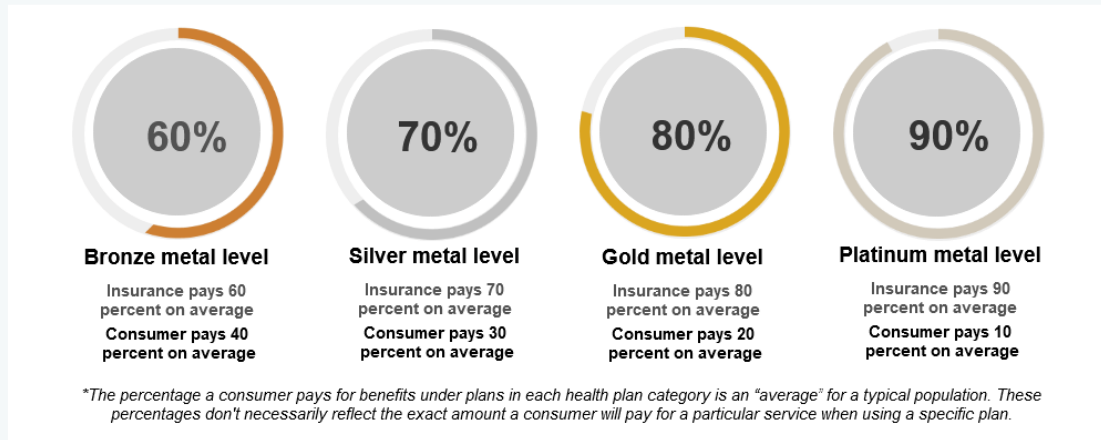 60%
70%
80%
90%
Bronze metal level
Silver metal level
Gold metal level
Platinum metal level
Insurance pays 60
percent on average
Consumer pays 40
percent on average
Insurance pays 70
percent on average
Consumer pays 30
percent on average
Insurance pays 80
percent on average
Consumer pays 20
percent on average
Insurance pays 90
percent on average
Consumer pays 10
percent on average
*The percentage a consumer pays for benefits under plans in each health plan category is an “average” for a typical population. These
percentages don't necessarily reflect the exact amount a consumer will pay for a particular service when using a specific plan.